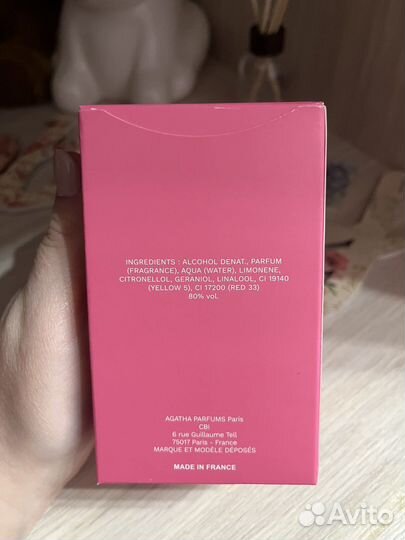 INGREDIENTS : ALCOHOL DENAT., PARFUM
(FRAGRANCE), AQUA (WATER), LIMONENE,
CITRONELLOL, GERANIOL, LINALOOL, CI 19140
(YELLOW 5), CI 17200 (RED 33)
80% vol.
AGATHA PARFUMS Paris
CBI
6 rue Guillaume Tell
75017 Paris - France
MARQUE ET MODÈLE DÉPOSÉS
MADE IN FRANCE
Avito